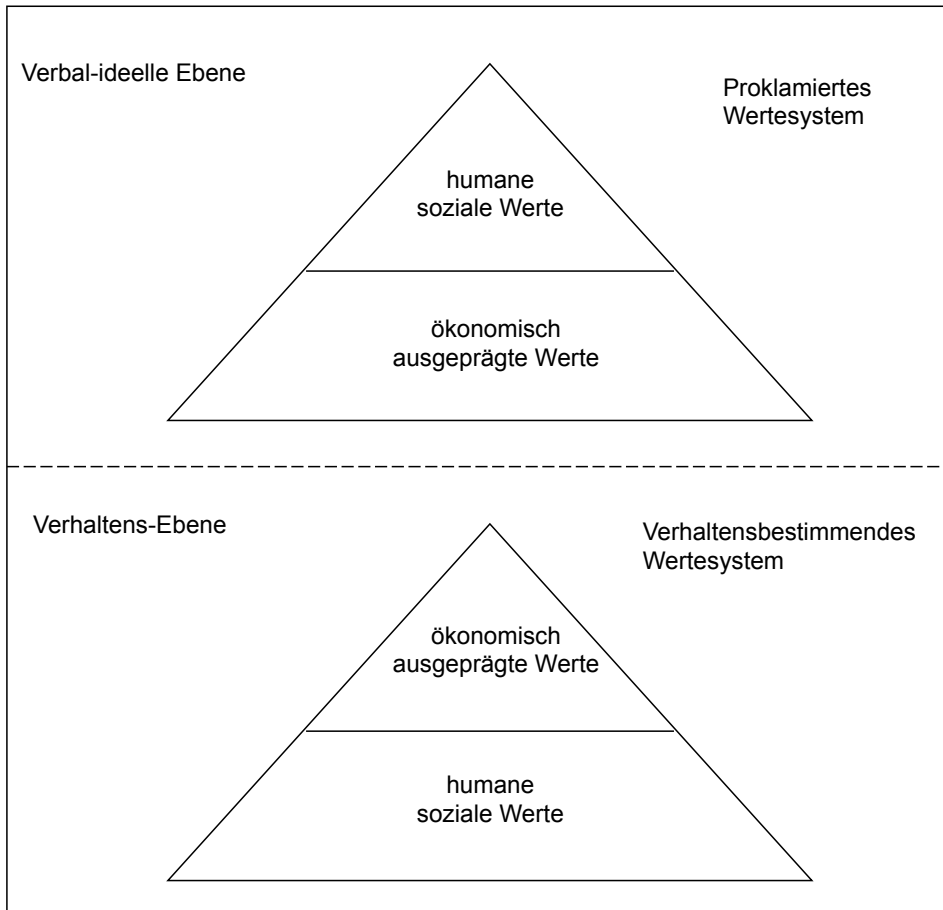 Verbal-ideelle Ebene
Proklamiertes
Wertesystem
humane
soziale Werte
ökonomisch
ausgeprägte Werte
Verhaltens-Ebene
Verhaltensbestimmendes
Wertesystem
ökonomisch
ausgeprägte Werte
humane
soziale Werte